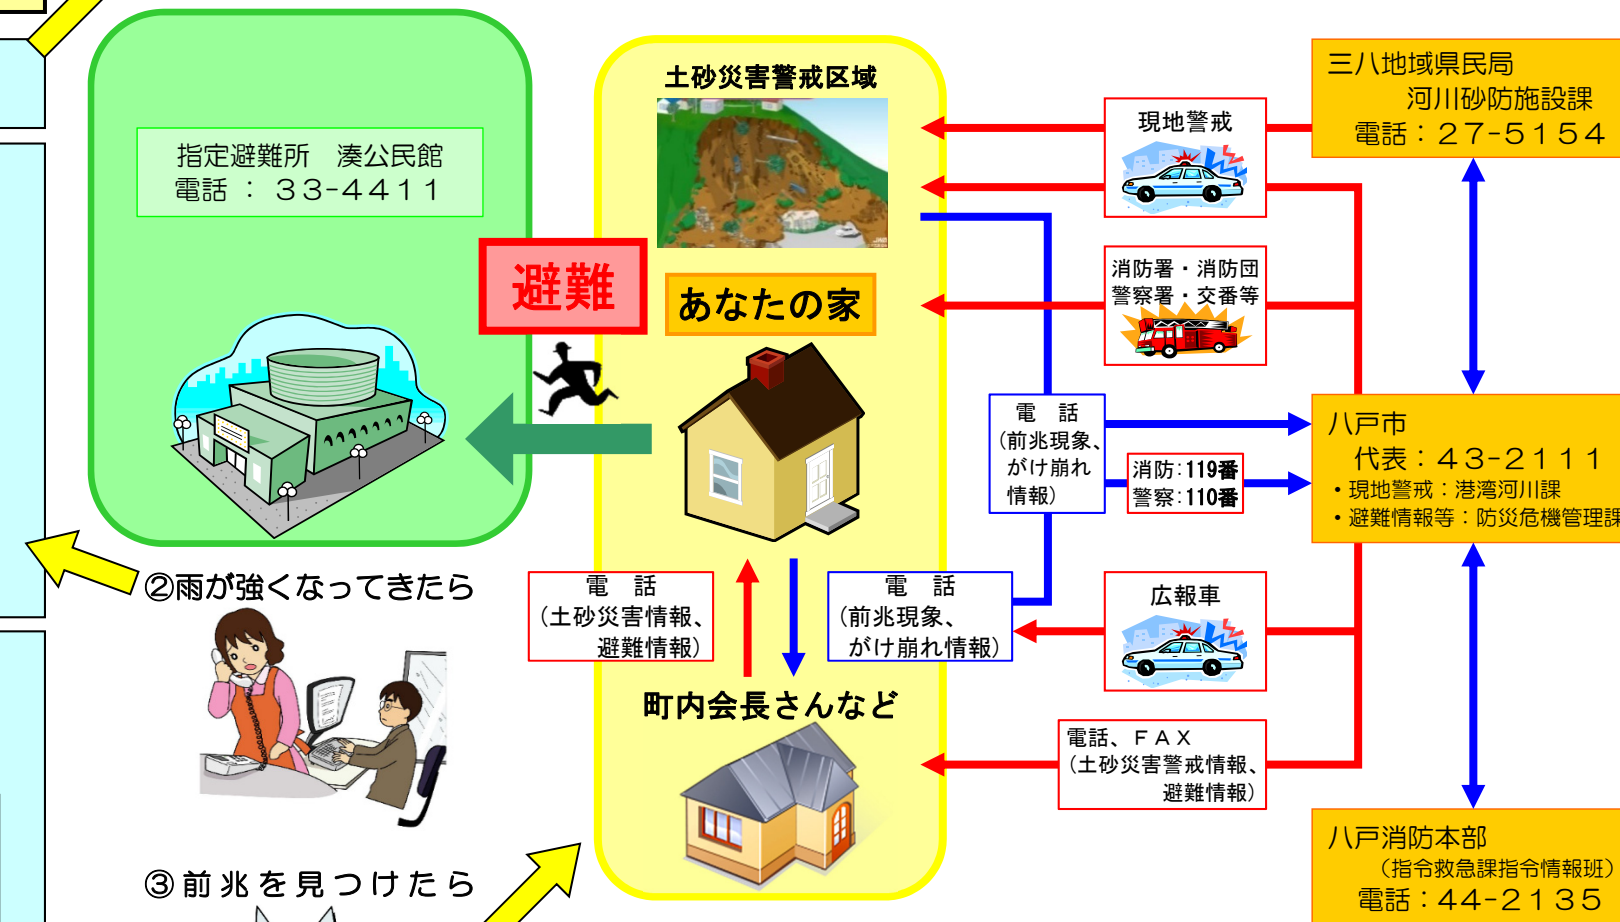 指定避難所　湊公民館
電話 ： ３３-４４１１
土砂災害警戒区域
避難
あなたの家
現地警戒
消防署・消防団
警察署・交番等
三八地域県民局
河川砂防施設課
電話：２７-５１５４
電　話
(前兆現象、
がけ崩れ
情報)
消防:119番
警察:110番
八戸市
代表：４３-２１１１
・現地警戒：港湾河川課
・避難情報等：防災危機管理課
②雨が強くなってきたら
電　話
(土砂災害情報、
避難情報)
電　話
(前兆現象、
がけ崩れ情報)
広報車
町内会長さんなど
電話、ＦＡＸ
(土砂災害警戒情報、
避難情報)
③前兆を見つけたら
八戸消防本部
（指令救急課指令情報班）
電話：４４-２１３５